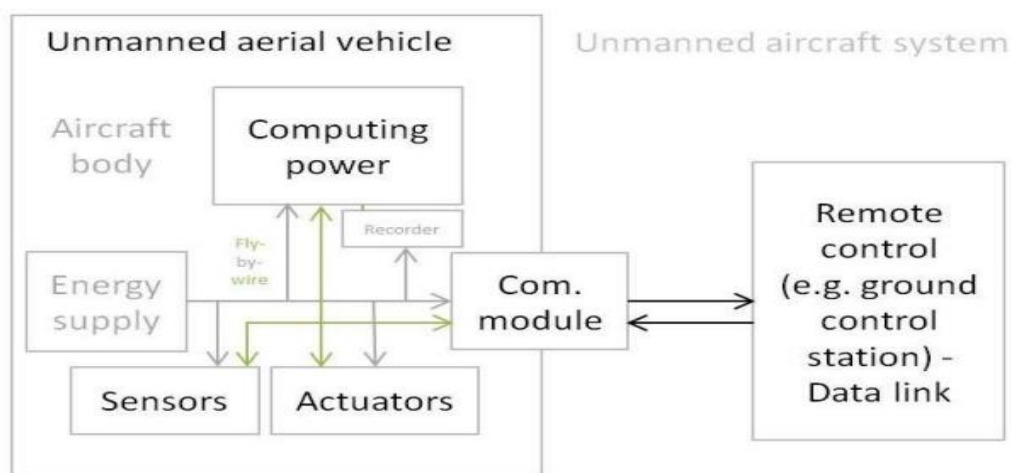 Unmanned aerial vehicle
Unmanned aircraft system
Aircraft
body
Computing
power
Recorder
Fly-
by-
wire
Energy
supply
Com.
module
Sensors
Actuators
Remote
control
(e.g. ground
control
station) -
Data link